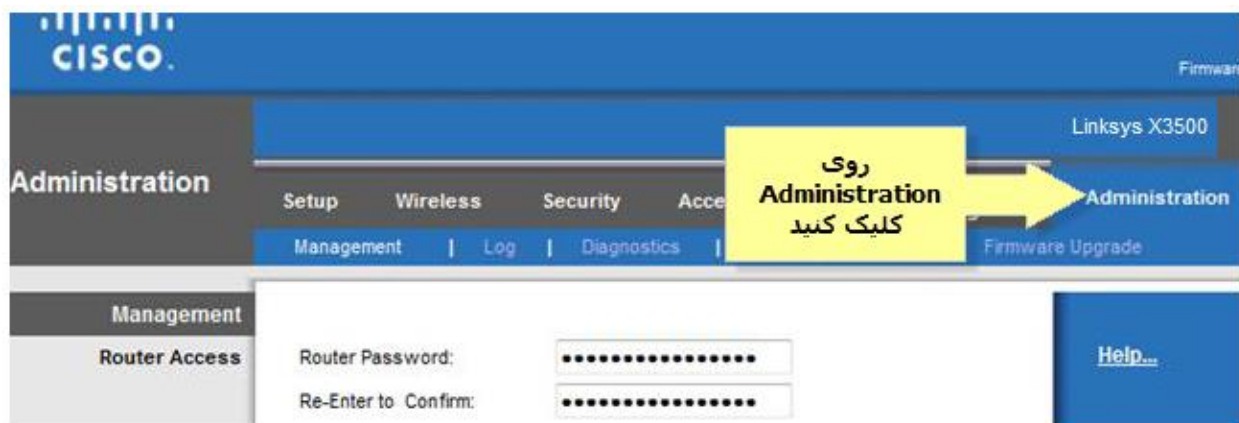 CISCO.
Firmware
Linksys X3500
Administration
روی
Administration
کلیک کنید
Setup Wireless Security Administration
Management | Log | Diagnostics | Firmware Upgrade
Management
Router Access
Router Password: ••••••••••••••••
Help...
Re-Enter to Confirm: ••••••••••••••••